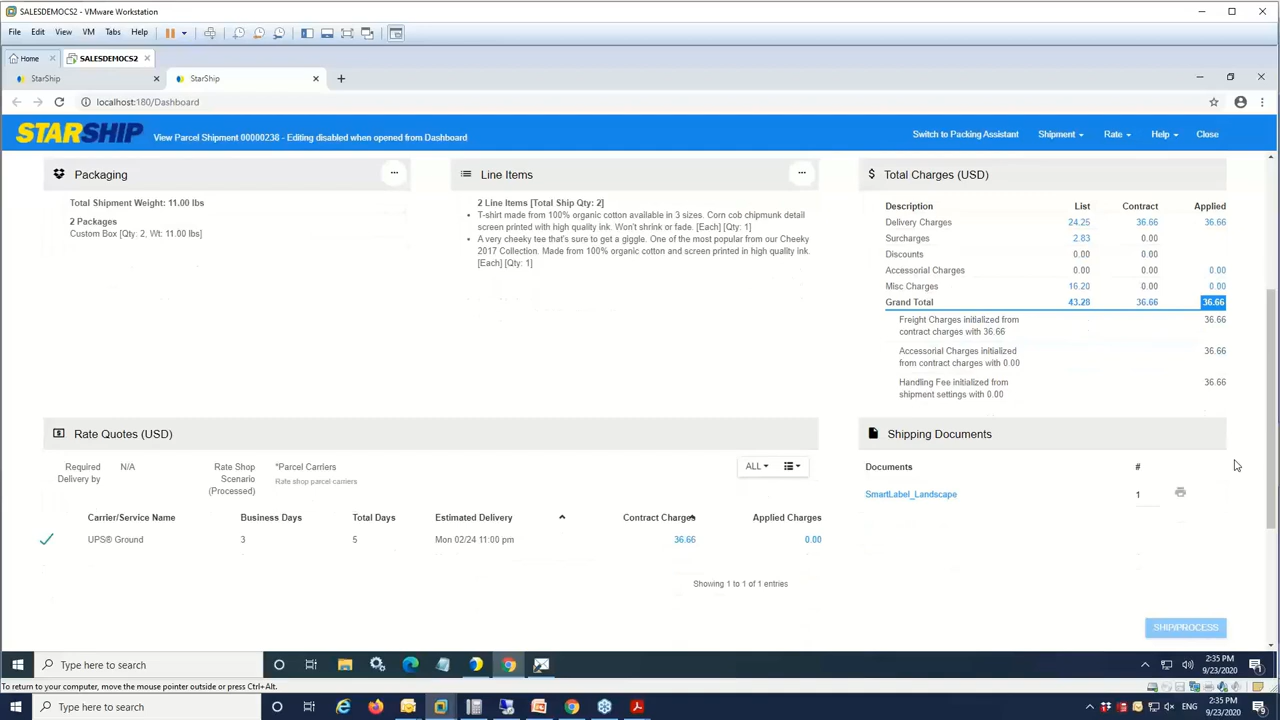 SALESDEMOCS2 - VMware Workstation
File Edit View VM Tabs Help
Home SALESDEMOCS2
StarShip StarShip
localhost:180/Dashboard
STARSHIP View Parcel Shipment 00000238 - Editing disabled when opened from Dashboard Switch to Packing Assistant Shipment Rate Help Close
Packaging
Total Shipment Weight: 11.00 lbs
2 Packages
Custom Box [Qty: 2, Wt: 11.00 lbs]
Line Items
2 Line Items [Total Ship Qty: 2]
T-shirt made from 100% organic cotton available in 3 sizes. Corn cob chipmunk detail
screen printed with high quality ink. Won't shrink or fade. [Each] [Qty: 1]
A very cheeky tee that's sure to get a giggle. One of the most popular from our Cheeky
2017 Collection. Made from 100% organic cotton and screen printed in high quality ink.
[Each] [Qty: 1]
$ Total Charges (USD)
Description List Contract Applied
Delivery Charges 24.25 36.66 36.66
Surcharges 2.83 0.00
Discounts 0.00 0.00
Accessorial Charges 0.00 0.00 0.00
Misc Charges 16.20 0.00 0.00
Grand Total 43.28 36.66 36.66
Freight Charges initialized from 36.66
contract charges with 36.66
Accessorial Charges initialized 36.66
from contract charges with 0.00
Handling Fee initialized from 36.66
shipment settings with 0.00
Rate Quotes (USD)
Required N/A Rate Shop *Parcel Carriers ALL
Delivery by Scenario Rate shop parcel carriers
(Processed)
Carrier/Service Name Business Days Total Days Estimated Delivery Contract Charges Applied Charges
UPS® Ground 3 5 Mon 02/24 11:00 pm 36.66 0.00
Showing 1 to 1 of 1 entries
Shipping Documents
Documents #
SmartLabel_Landscape 1
SHIP/PROCESS
Type here to search 2:35 PM
9/23/2020
To return to your computer, move the mouse pointer outside or press Ctrl+Alt.
Type here to search ENG 2:35 PM
9/23/2020